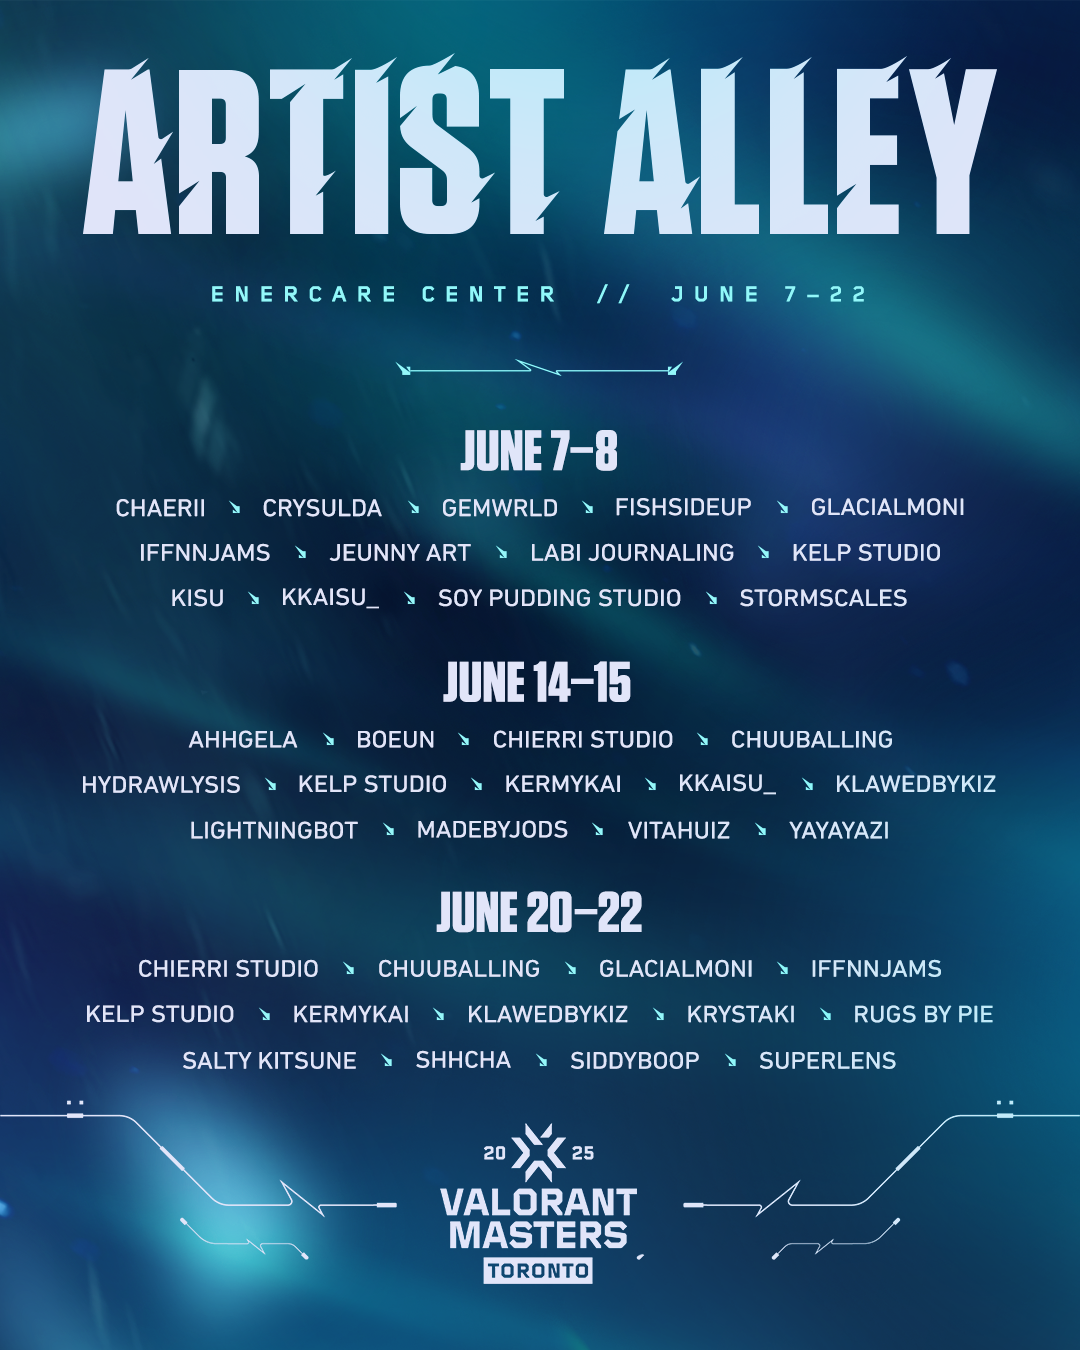 ARTIST ALLEY
ENERCARE CENTER // JUNE 7–22
JUNE 7–8
CHAERII CRYSULDA GEMWRLD FISHSIDEUP GLACIALMONI
IFFNNJAMS JEUNNY ART LABI JOURNALING KELP STUDIO
KISU KKAISU_ SOY PUDDING STUDIO STORMSCALES
JUNE 14–15
AHHGELA BOEUN CHIERRI STUDIO CHUUBALLING
HYDRAWLYSIS KELP STUDIO KERMYKAI KKAISU_ KLAWEDBYKIZ
LIGHTNINGBOT MADEBYJODS VITAHUIZ YAYAYAZI
JUNE 20–22
CHIERRI STUDIO CHUUBALLING GLACIALMONI IFFNNJAMS
KELP STUDIO KERMYKAI KLAWEDBYKIZ KRYSTAKI RUGS BY PIE
SALTY KITSUNE SHHCHA SIDDYBOOP SUPERLENS
20 25
VALORANT
MASTERS
TORONTO